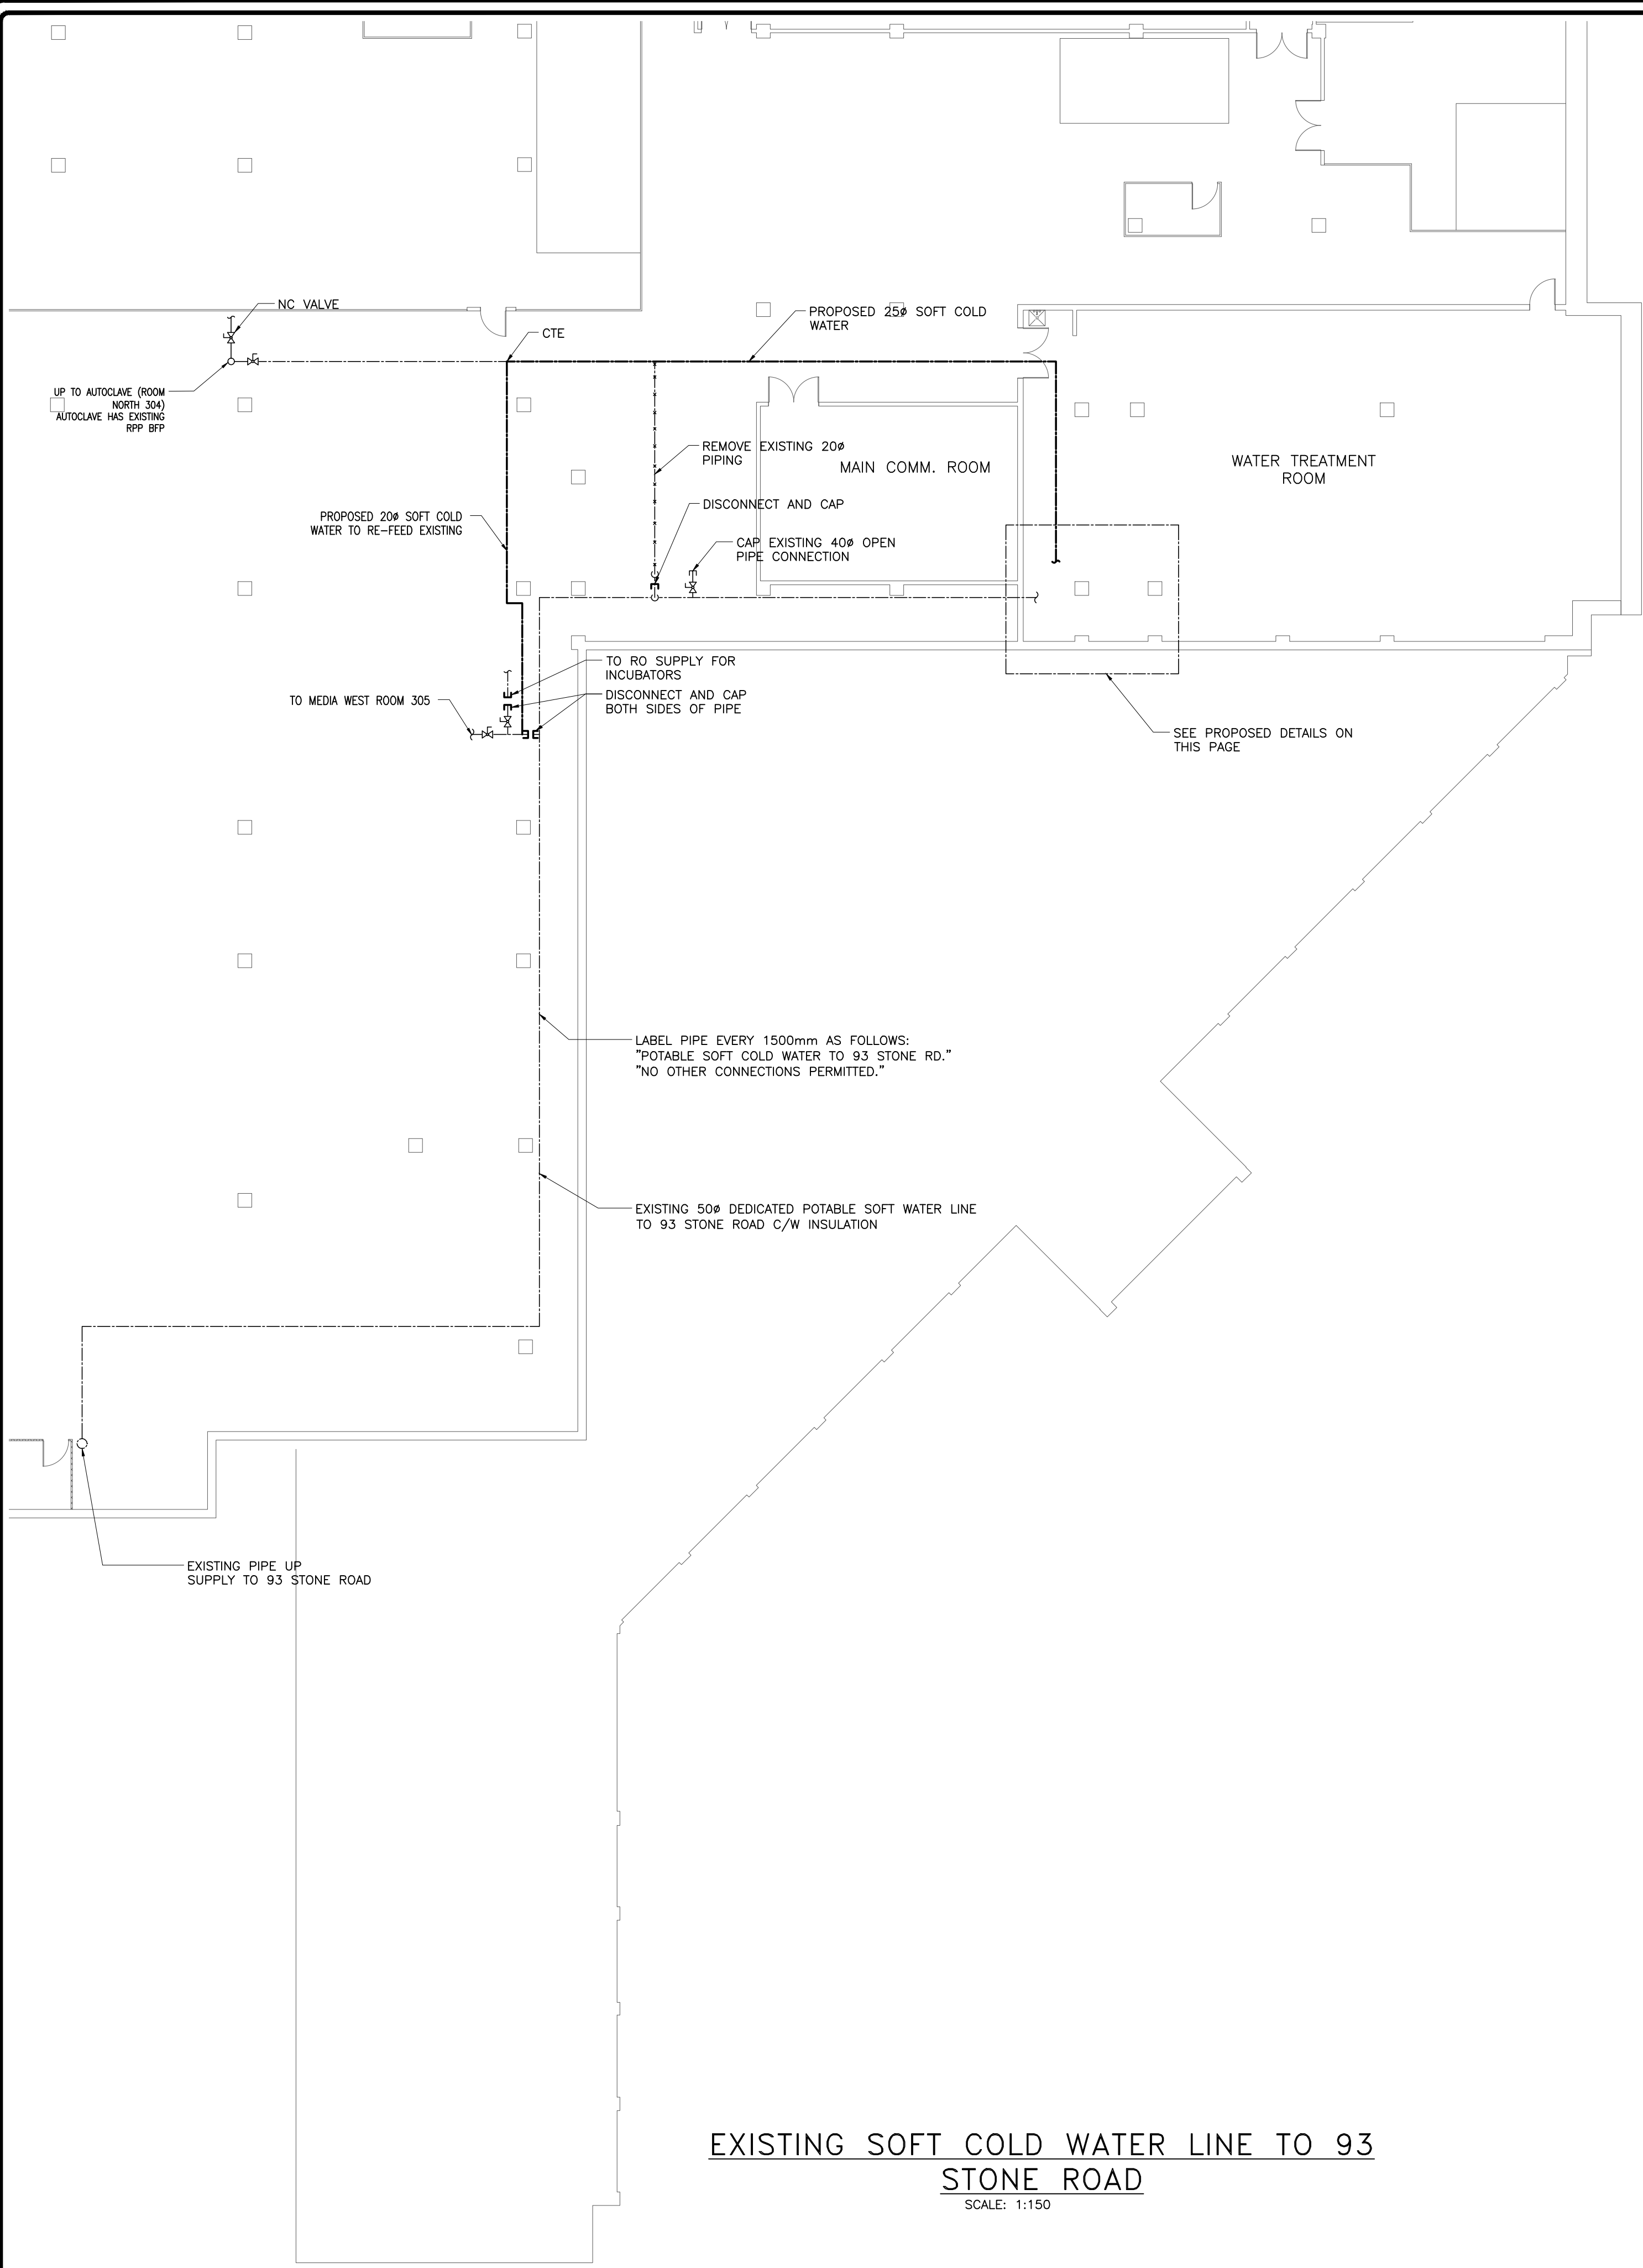 NC VALVE
CTE
PROPOSED 25ø SOFT COLD
WATER
UP TO AUTOCLAVE (ROOM
NORTH 304)
AUTOCLAVE HAS EXISTING
RPP BFP
REMOVE EXISTING 20ø
PIPING
MAIN COMM. ROOM
WATER TREATMENT
ROOM
DISCONNECT AND CAP
PROPOSED 20ø SOFT COLD
WATER TO RE-FEED EXISTING
CAP EXISTING 40ø OPEN
PIPE CONNECTION
TO RO SUPPLY FOR
INCUBATORS
TO MEDIA WEST ROOM 305
DISCONNECT AND CAP
BOTH SIDES OF PIPE
SEE PROPOSED DETAILS ON
THIS PAGE
LABEL PIPE EVERY 1500mm AS FOLLOWS:
"POTABLE SOFT COLD WATER TO 93 STONE RD."
"NO OTHER CONNECTIONS PERMITTED."
EXISTING 50ø DEDICATED POTABLE SOFT WATER LINE
TO 93 STONE ROAD C/W INSULATION
EXISTING PIPE UP
SUPPLY TO 93 STONE ROAD
EXISTING SOFT COLD WATER LINE TO 93
STONE ROAD
SCALE: 1:150